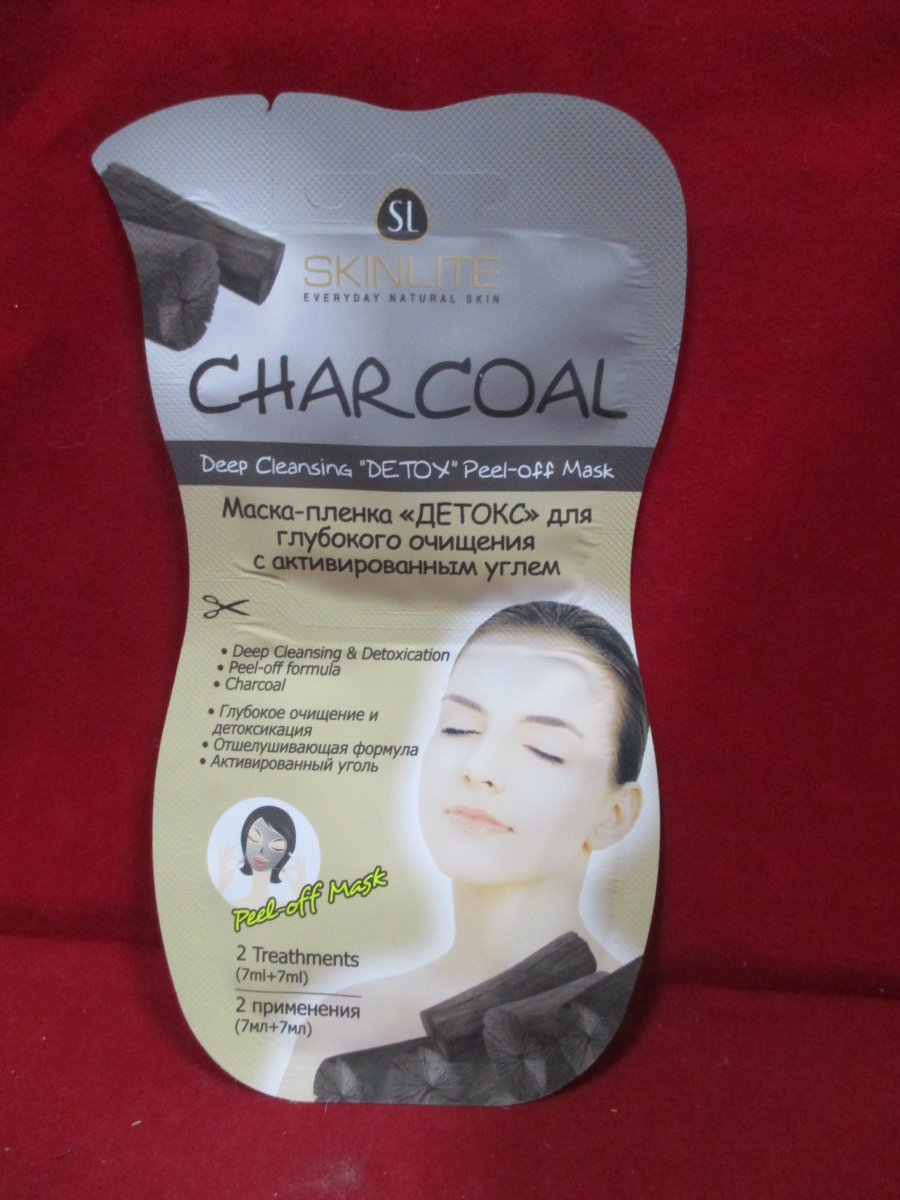 SL
SKINLITE
EVERYDAY NATURAL SKIN
CHARCOAL
Deep Cleansing "DETOX" Peel-off Mask
Маска-пленка «ДЕТОКС» для
глубокого очищения
с активированным углем
• Deep Cleansing & Detoxication
• Peel-off formula
• Charcoal
• Глубокое очищение и
детоксикация
• Отшелушивающая формула
• Активированный уголь
Peel-off Mask
2 Treathments
(7ml+7ml)
2 применения
(7мл+7мл)